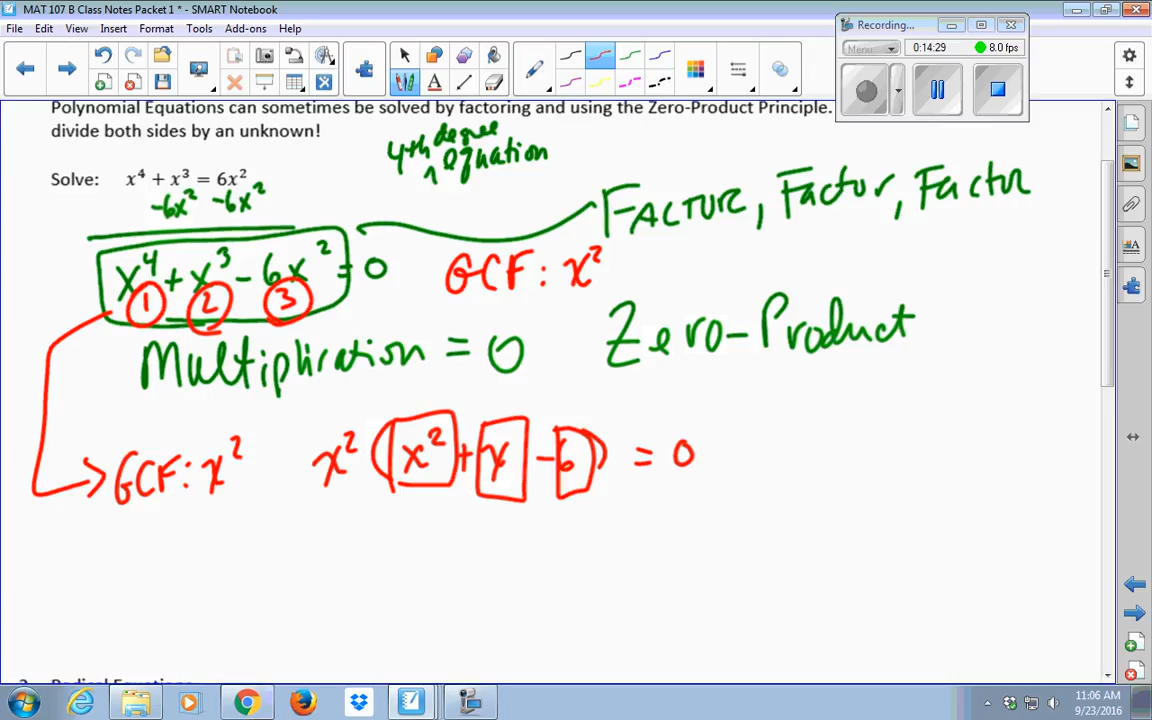 MAT 107 B Class Notes Packet 1 * - SMART Notebook
Recording...
File Edit View Insert Format Tools Add-ons Help
Menu 0:14:29 8.0 fps
Polynomial Equations can sometimes be solved by factoring and using the Zero-Product Principle.
divide both sides by an unknown!
4th degree
^ equation
Solve: x⁴ + x³ = 6x²
-6x² -6x²
FACTOR, Factor, Factor
x⁴ + x³ - 6x² = 0 GCF: x²
1 2 3
Multiplication = 0 Zero-Product
GCF: x² x² (x² + x - 6) = 0
2 Radical Equations
11:06 AM
9/23/2016